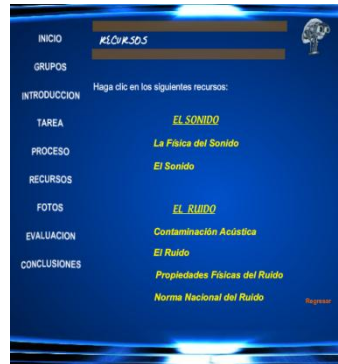 INICIO
GRUPOS
INTRODUCCION
TAREA
PROCESO
RECURSOS
FOTOS
EVALUACION
CONCLUSIONES
RECURSOS
Haga clic en los siguientes recursos:
EL SONIDO
La Física del Sonido
El Sonido
EL RUIDO
Contaminación Acústica
El Ruido
Propiedades Físicas del Ruido
Norma Nacional del Ruido
Regresar